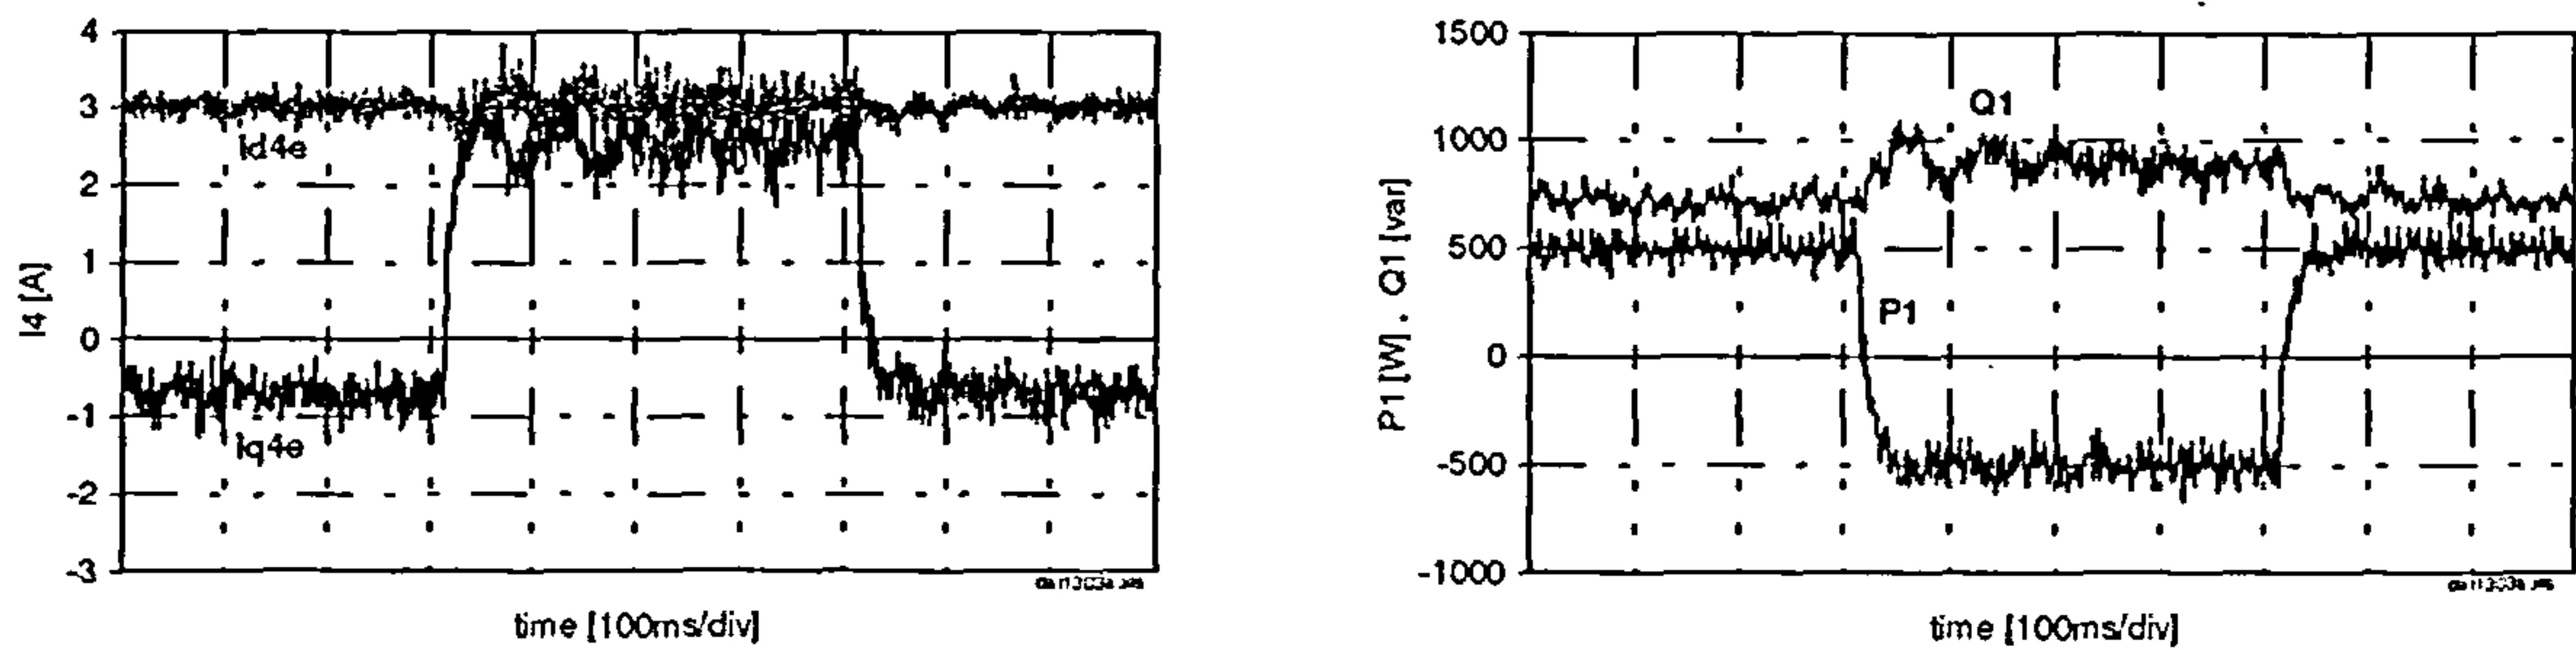 4
3
2
1
0
-1
-2
-3
I4 [A]
Id4e
Iq4e
time [100ms/div]
1500
1000
500
0
-500
-1000
P1 [W] , Q1 [var]
Q1
P1
time [100ms/div]